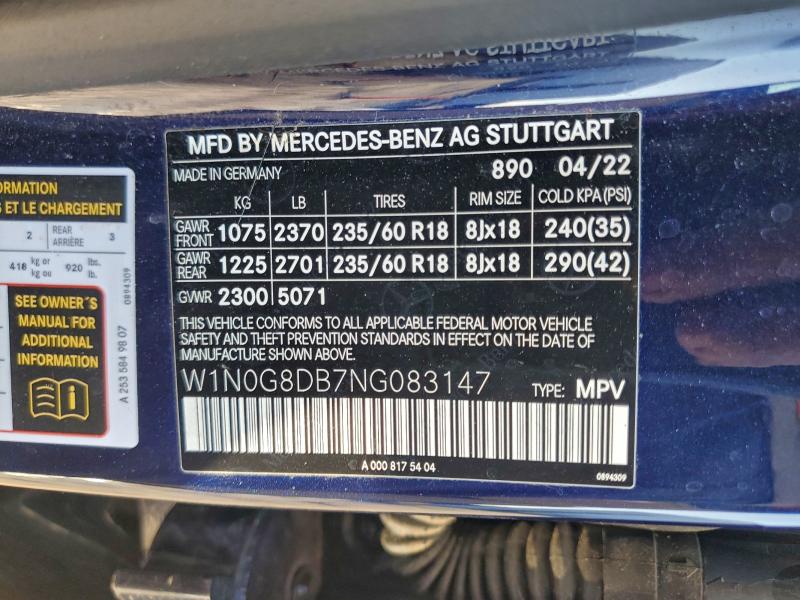 MFD BY MERCEDES-BENZ AG STUTTGART
MADE IN GERMANY 890 04/22
KG LB TIRES RIM SIZE COLD KPA(PSI)
GAWR FRONT 1075 2370 235/60 R18 8Jx18 240(35)
GAWR REAR 1225 2701 235/60 R18 8Jx18 290(42)
GVWR 2300 5071
THIS VEHICLE CONFORMS TO ALL APPLICABLE FEDERAL MOTOR VEHICLE
SAFETY AND THEFT PREVENTION STANDARDS IN EFFECT ON THE DATE OF
MANUFACTURE.
W1N0G8DB7NG083147 TYPE: MPV
A 000 817 54 04
0894309
ORMATION
S ET LE CHARGEMENT
2 REAR ARRIÈRE 3
418 kg or kg ou 920 lbs. lb.
SEE OWNER'S
MANUAL FOR
ADDITIONAL
INFORMATION
0894309
A 253 584 98 07